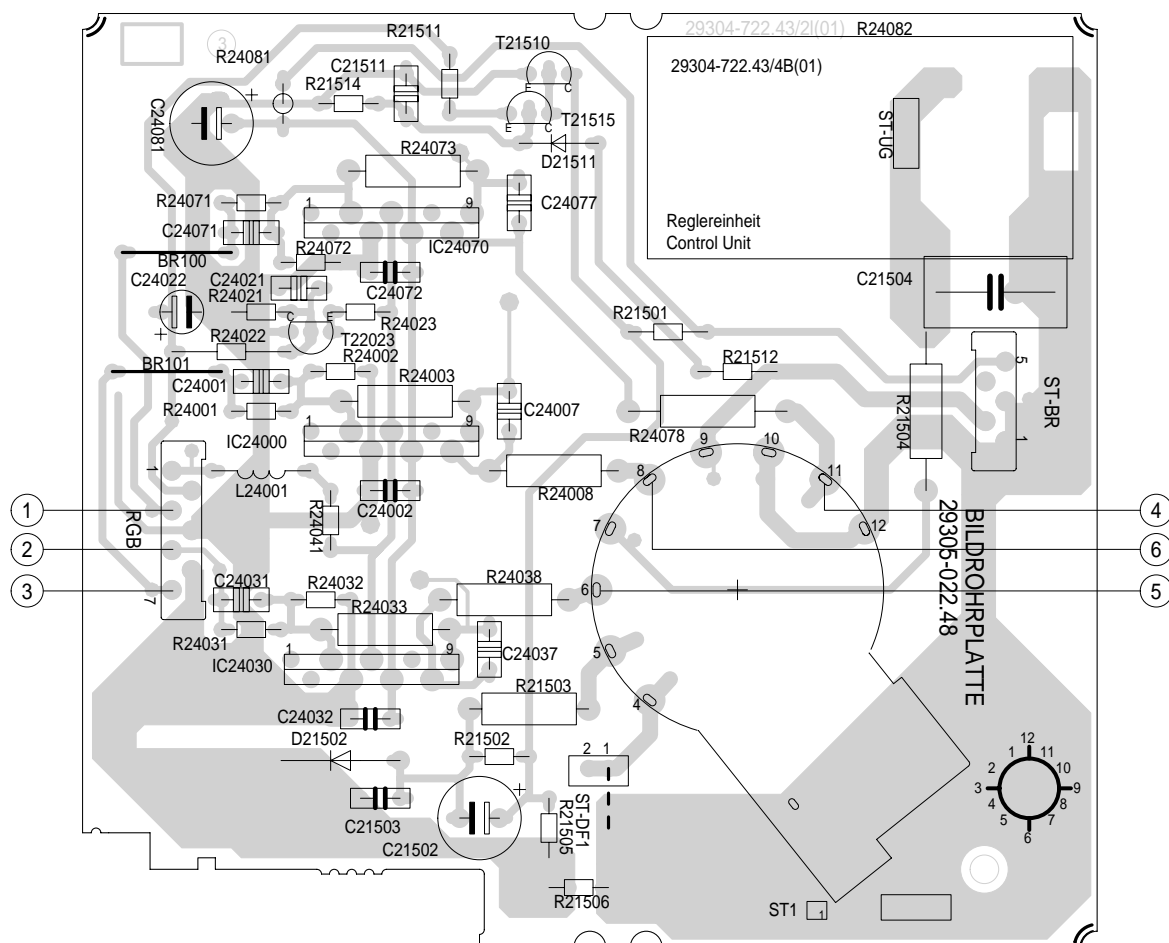 29304-722.43/2I(01)
R24082
3
R21511
R24081
C21511
T21510
29304-722.43/4B(01)
R21514
E
C
C24081
+
ST-UG
T21515
E
C
R24073
D21511
R24071
1
9
C24077
C24071
Reglereinheit
Control Unit
IC24070
R24072
BR100
C24022
C24021
C24072
C21504
R24021
C
E
R24023
R21501
+
R24022
T22023
R24002
BR101
R21512
5
C24001
R24003
ST-BR
R24001
C24007
R21504
IC24000
1
9
R24078
9
10
1
1
8
11
L24001
R24008
C24002
1
4
RGB
R24041
7
12
BILDROHRPLATTE
29305-022.48
2
6
C24031
R24032
R24038
3
7
6
5
R24033
R24031
IC24030
1
9
C24037
5
R21503
4
C24032
D21502
R21502
2
1
12
1
11
2
10
+
3
9
4
8
ST-DF1
C21503
5
7
6
R21505
C21502
R21506
ST1
1